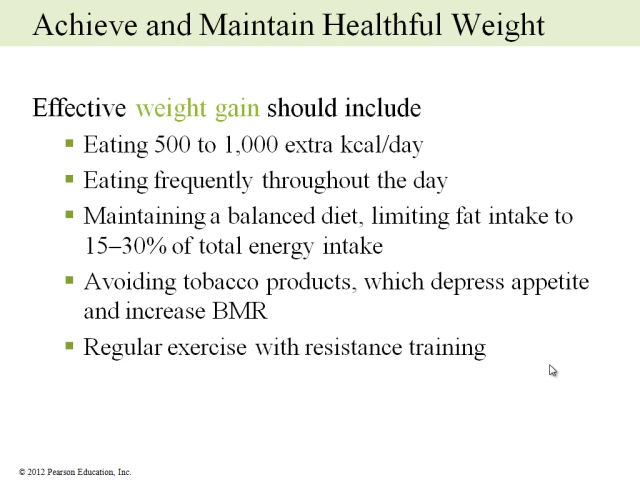 Achieve and Maintain Healthful Weight
Effective weight gain should include
▪ Eating 500 to 1,000 extra kcal/day
▪ Eating frequently throughout the day
▪ Maintaining a balanced diet, limiting fat intake to
15–30% of total energy intake
▪ Avoiding tobacco products, which depress appetite
and increase BMR
▪ Regular exercise with resistance training
© 2012 Pearson Education, Inc.